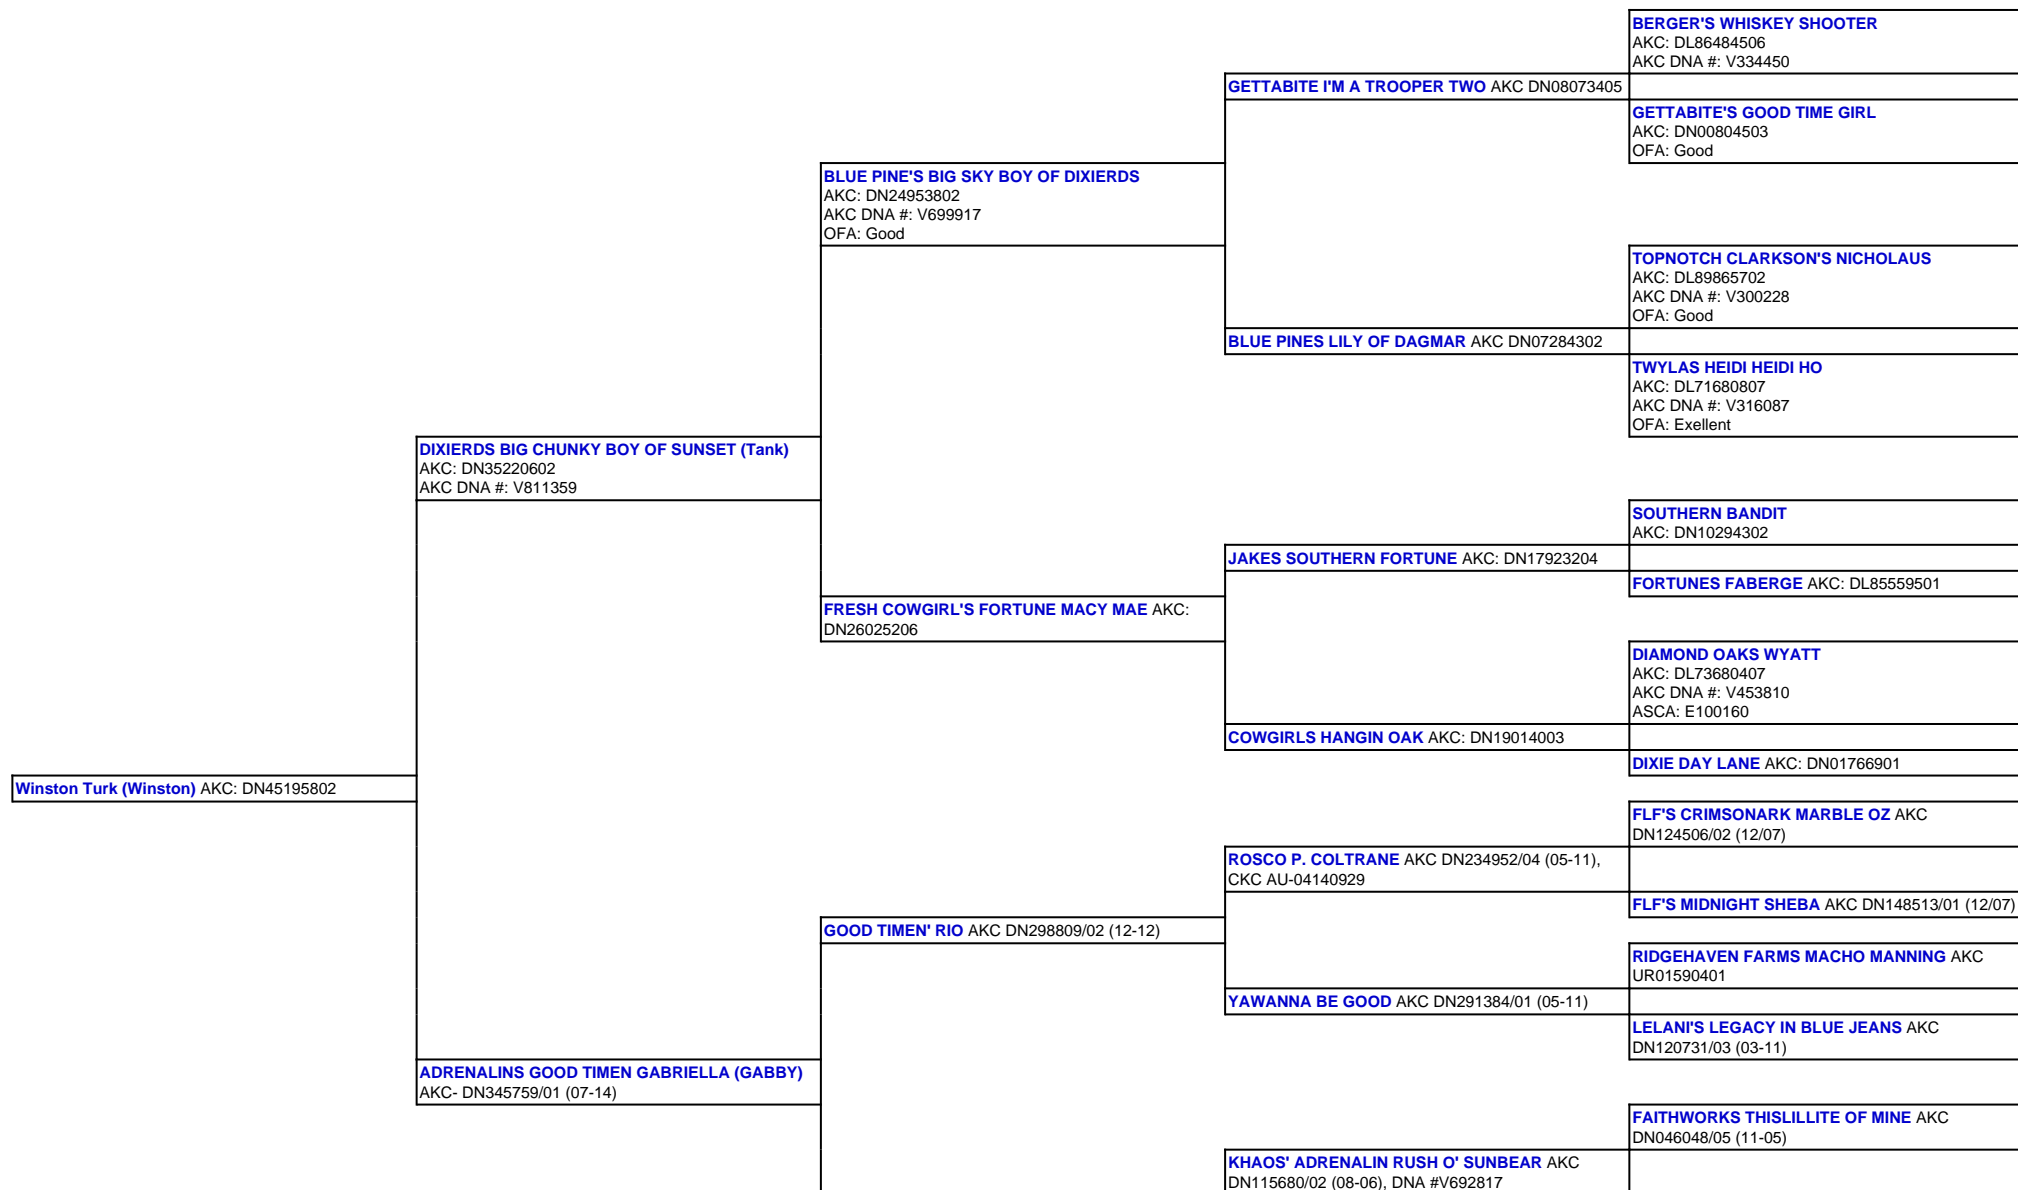 BERGER'S WHISKEY SHOOTER
AKC: DL86484506
AKC DNA #: V334450
GETTABITE I'M A TROOPER TWO AKC DN08073405
GETTABITE'S GOOD TIME GIRL
AKC: DN00804503
OFA: Good
BLUE PINE'S BIG SKY BOY OF DIXIERDS
AKC: DN24953802
AKC DNA #: V699917
OFA: Good
TOPNOTCH CLARKSON'S NICHOLAUS
AKC: DL89865702
AKC DNA #: V300228
OFA: Good
BLUE PINES LILY OF DAGMAR AKC DN07284302
TWYLAS HEIDI HEIDI HO
AKC: DL71680807
AKC DNA #: V316087
OFA: Exellent
DIXIERDS BIG CHUNKY BOY OF SUNSET (Tank)
AKC: DN35220602
AKC DNA #: V811359
SOUTHERN BANDIT
AKC: DN10294302
JAKES SOUTHERN FORTUNE AKC: DN17923204
FORTUNES FABERGE AKC: DL85559501
FRESH COWGIRL'S FORTUNE MACY MAE AKC:
DN26025206
DIAMOND OAKS WYATT
AKC: DL73680407
AKC DNA #: V453810
ASCA: E100160
COWGIRLS HANGIN OAK AKC: DN19014003
DIXIE DAY LANE AKC: DN01766901
Winston Turk (Winston) AKC: DN45195802
FLF'S CRIMSONARK MARBLE OZ AKC
DN124506/02 (12/07)
ROSCO P. COLTRANE AKC DN234952/04 (05-11),
CKC AU-04140929
FLF'S MIDNIGHT SHEBA AKC DN148513/01 (12/07)
GOOD TIMEN' RIO AKC DN298809/02 (12-12)
RIDGEHAVEN FARMS MACHO MANNING AKC
UR01590401
YAWANNA BE GOOD AKC DN291384/01 (05-11)
LELANI'S LEGACY IN BLUE JEANS AKC
DN120731/03 (03-11)
ADRENALINS GOOD TIMEN GABRIELLA (GABBY)
AKC- DN345759/01 (07-14)
FAITHWORKS THISLILLITE OF MINE AKC
DN046048/05 (11-05)
KHAOS' ADRENALIN RUSH O' SUNBEAR AKC
DN115680/02 (08-06), DNA #V692817